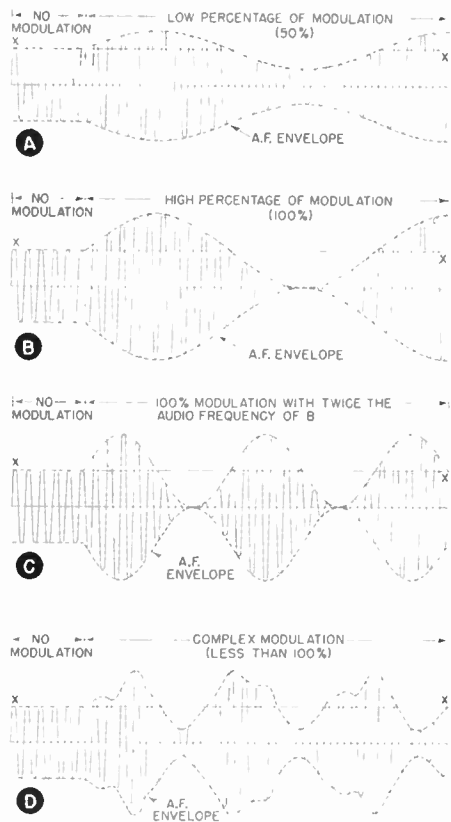 NO MODULATION
LOW PERCENTAGE OF MODULATION
(50%)
X
X
A.F. ENVELOPE
A
NO MODULATION
HIGH PERCENTAGE OF MODULATION
(100%)
X
X
A.F. ENVELOPE
B
NO MODULATION
100% MODULATION WITH TWICE THE
AUDIO FREQUENCY OF B
X
X
A.F.
ENVELOPE
C
NO MODULATION
COMPLEX MODULATION
(LESS THAN 100%)
X
X
A.F.
ENVELOPE
D